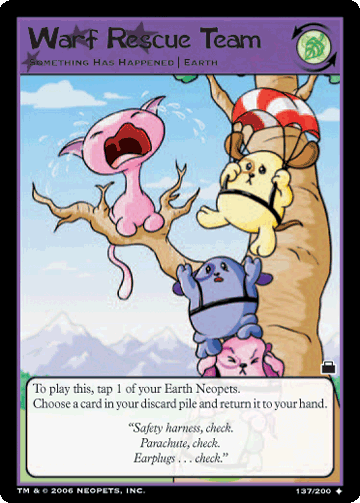 Warf Rescue Team
Something Has Happened | Earth
To play this, tap 1 of your Earth Neopets.
Choose a card in your discard pile and return it to your hand.
"Safety harness, check.
Parachute, check.
Earplugs . . . check."
TM & © 2006 NEOPETS, INC.
137/200